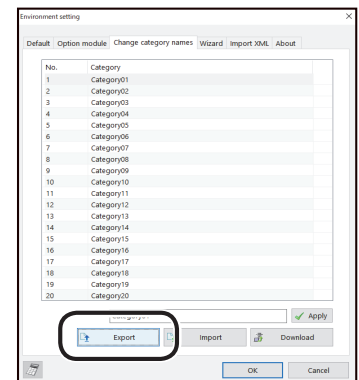 Environment setting
Default Option module Change category names Wizard Import XML About
No. Category
1 Category01
2 Category02
3 Category03
4 Category04
5 Category05
6 Category06
7 Category07
8 Category08
9 Category09
10 Category10
11 Category11
12 Category12
13 Category13
14 Category14
15 Category15
16 Category16
17 Category17
18 Category18
19 Category19
20 Category20
Apply
Export Import Download
OK Cancel